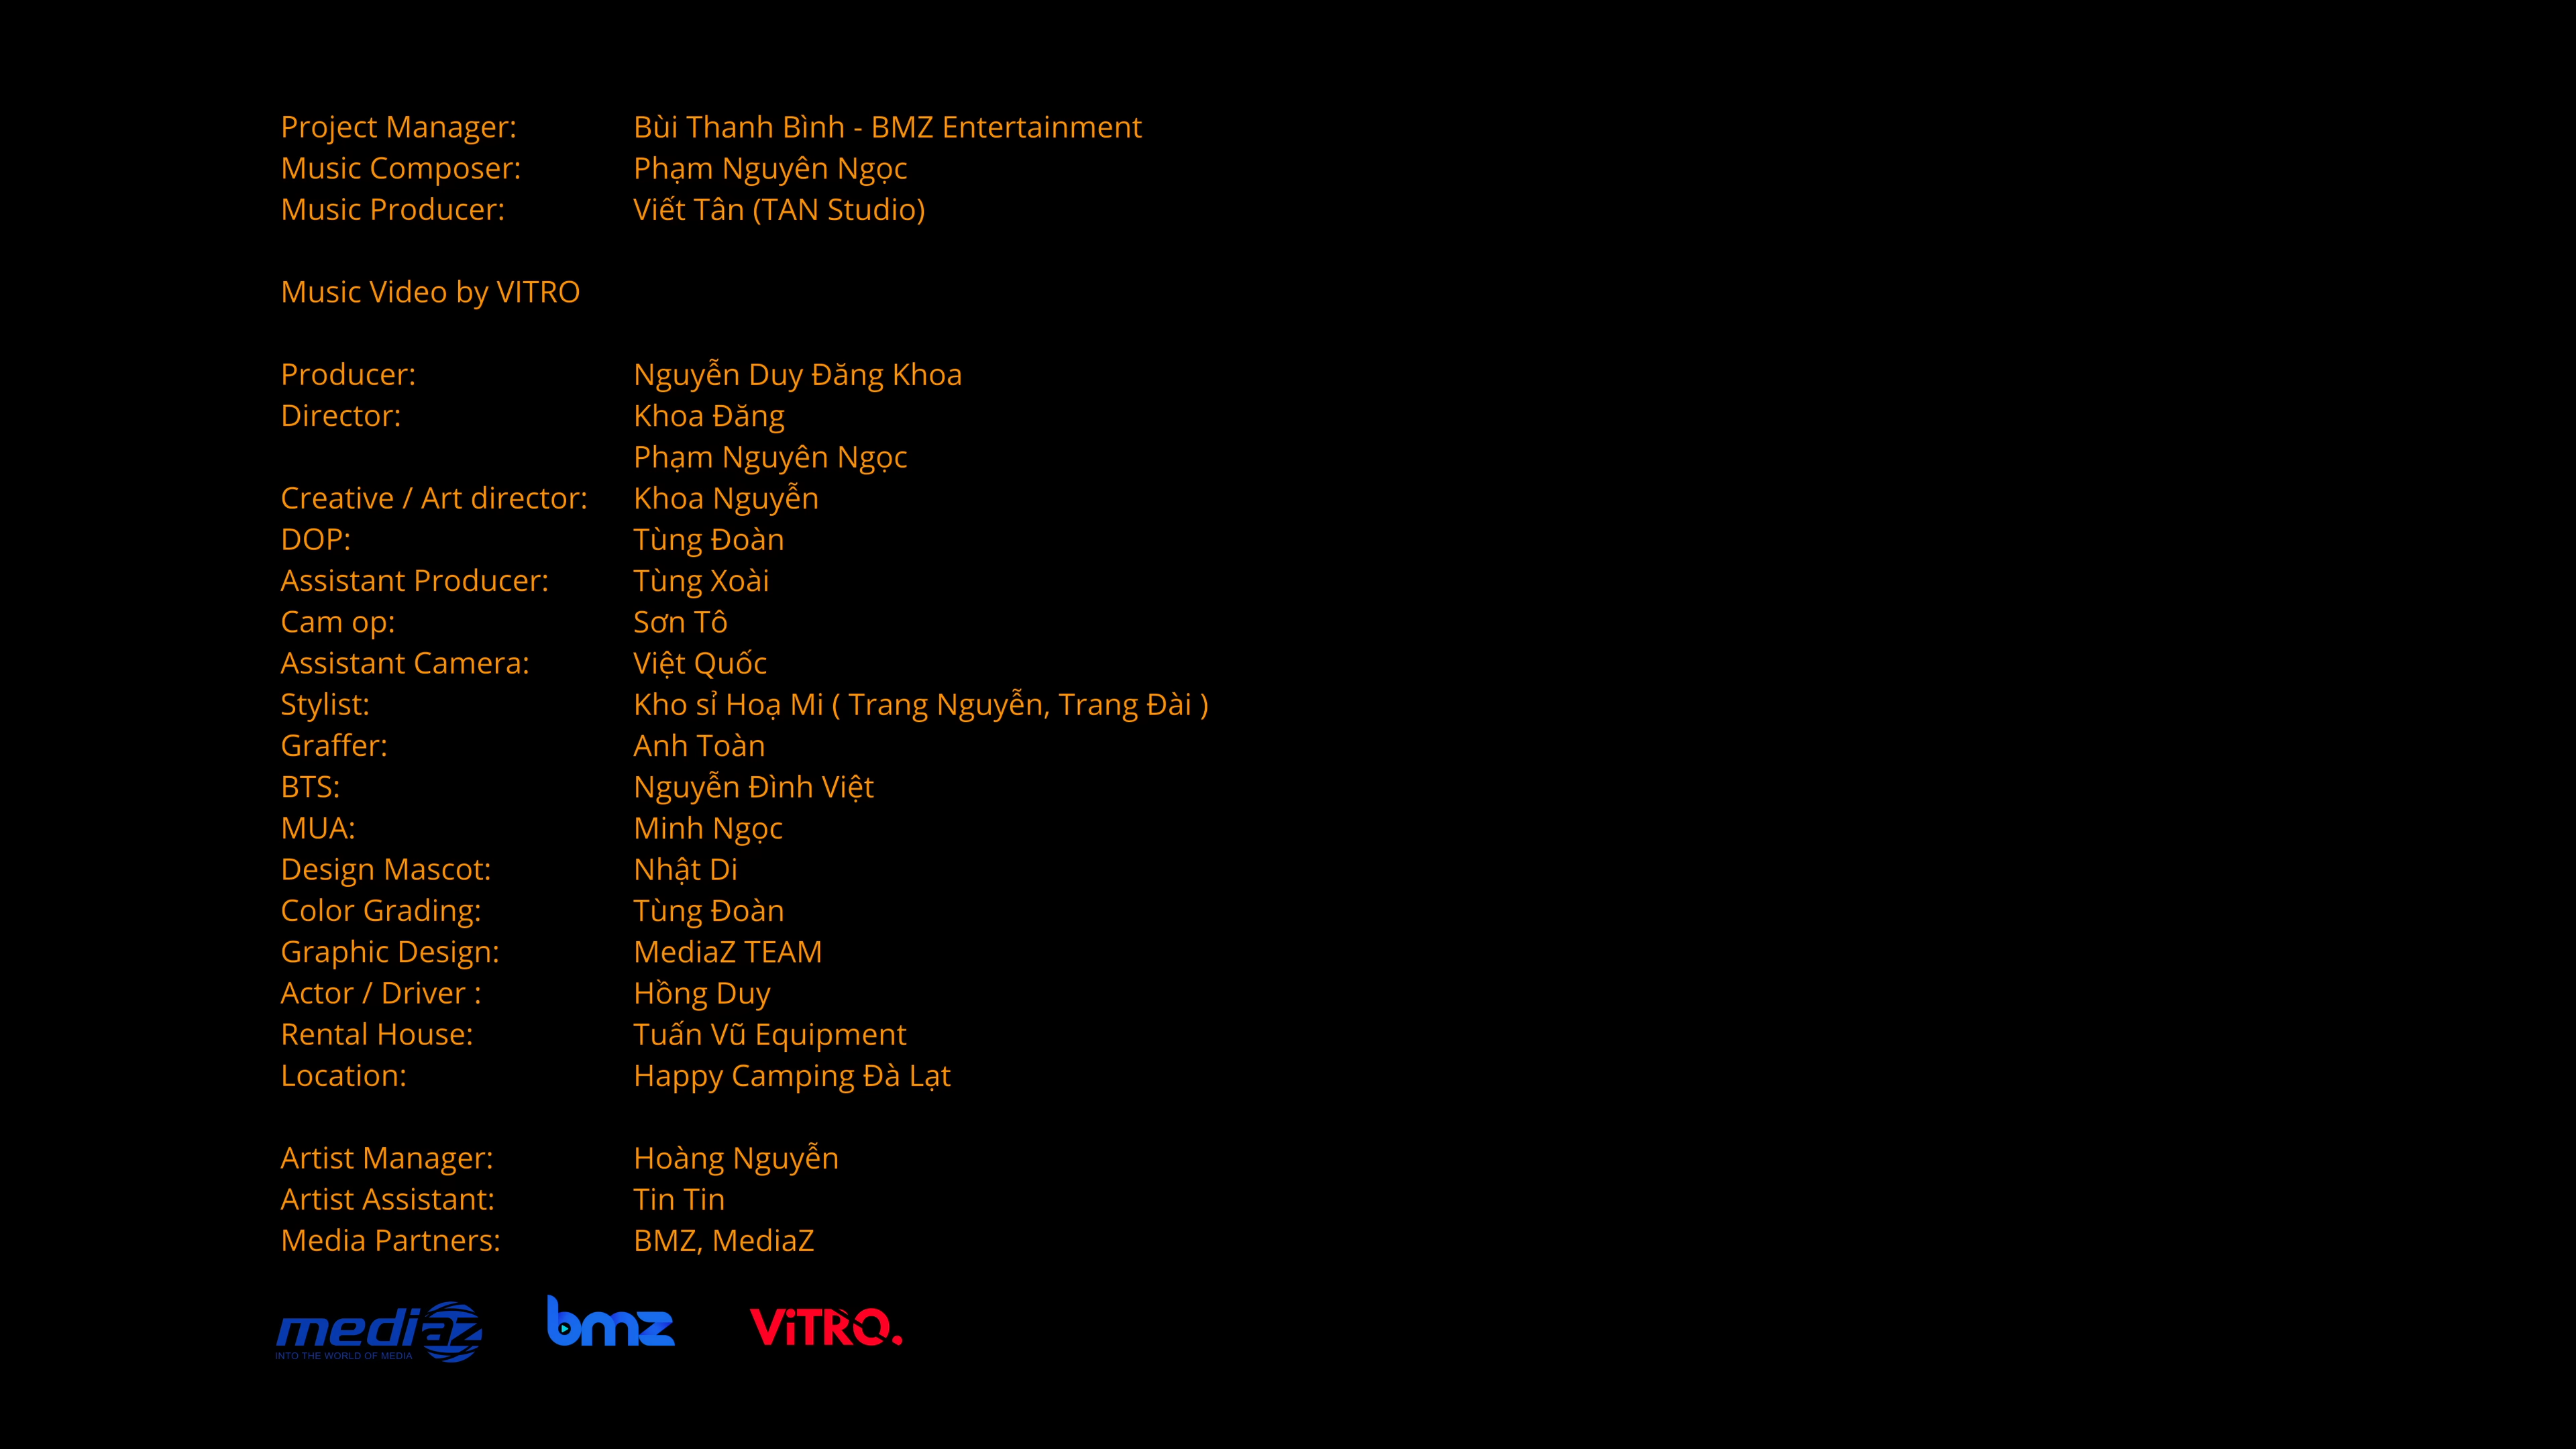 Project Manager: Bùi Thanh Bình - BMZ Entertainment
Music Composer: Phạm Nguyên Ngọc
Music Producer: Viết Tân (TAN Studio)
Music Video by VITRO
Producer: Nguyễn Duy Đăng Khoa
Director: Khoa Đăng
Phạm Nguyên Ngọc
Creative / Art director: Khoa Nguyễn
DOP: Tùng Đoàn
Assistant Producer: Tùng Xoài
Cam op: Sơn Tô
Assistant Camera: Việt Quốc
Stylist: Kho sỉ Hoạ Mi ( Trang Nguyễn, Trang Đài )
Graffer: Anh Toàn
BTS: Nguyễn Đình Việt
MUA: Minh Ngọc
Design Mascot: Nhật Di
Color Grading: Tùng Đoàn
Graphic Design: MediaZ TEAM
Actor / Driver : Hồng Duy
Rental House: Tuấn Vũ Equipment
Location: Happy Camping Đà Lạt
Artist Manager: Hoàng Nguyễn
Artist Assistant: Tin Tin
Media Partners: BMZ, MediaZ
mediaz bmz ViTRO.
INTO THE WORLD OF MEDIA